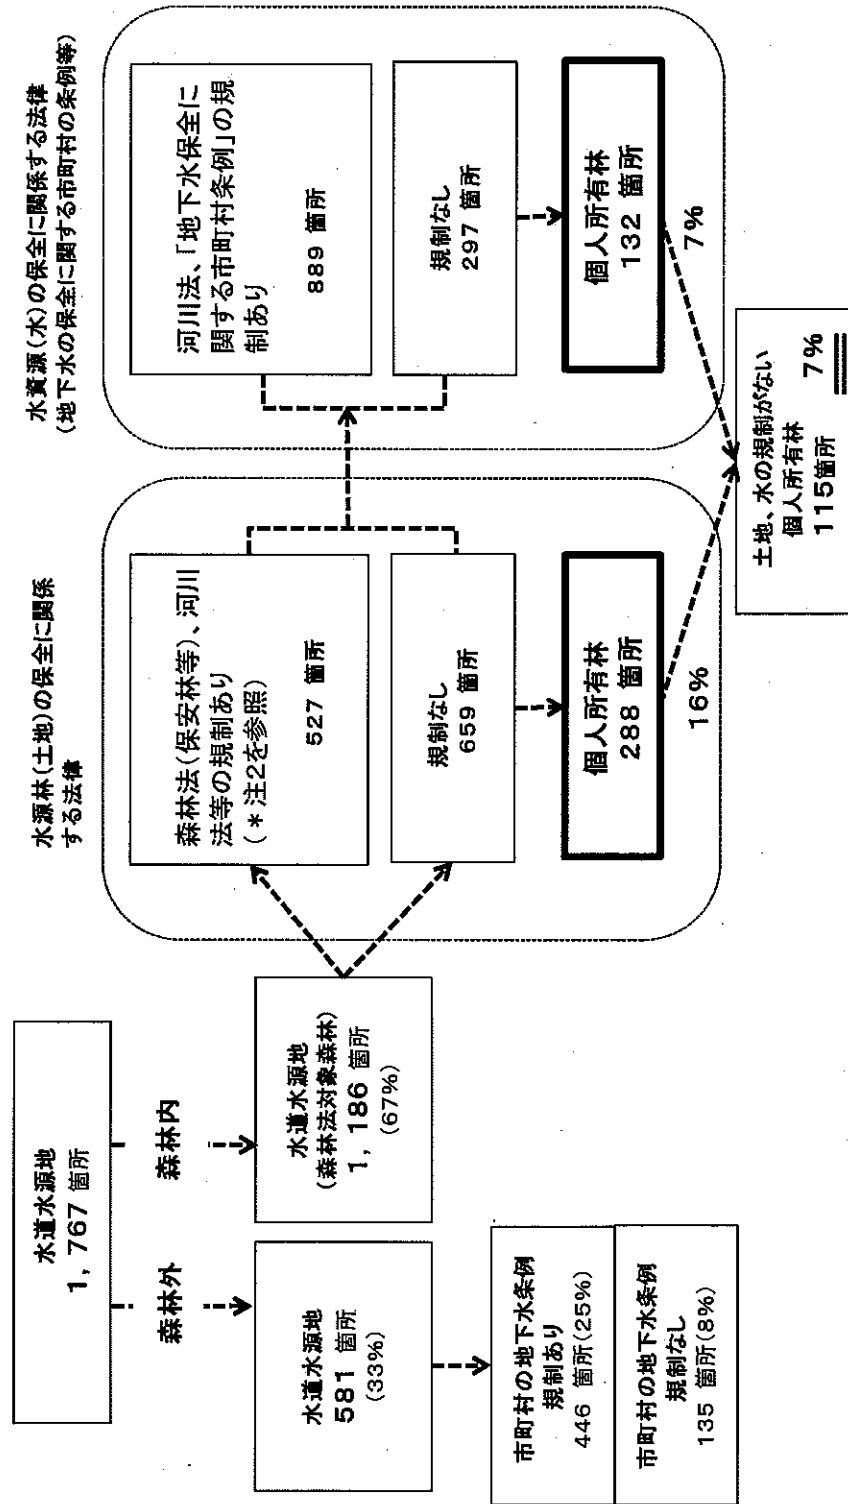 水道水源地
1,767 箇所
森林外
森林内
水道水源地
581 箇所
(33%)
水道水源地
(森林法対象森林)
1,186 箇所
(67%)
市町村の地下水条例
規制あり
446 箇所(25%)
市町村の地下水条例
規制なし
135 箇所(8%)
水源林(土地)の保全に関係
する法律
森林法(保安林等)、河川
法等の規制あり
(*注2を参照)
527 箇所
規制なし
659 箇所
個人所有林
288 箇所
16%
水資源(水)の保全に関係する法律
(地下水の保全に関する市町村の条例等)
河川法、「地下水保全に
関する市町村条例」の規
制あり
889 箇所
規制なし
297 箇所
個人所有林
132 箇所
7%
土地、水の規制がない
個人所有林
115箇所 7%